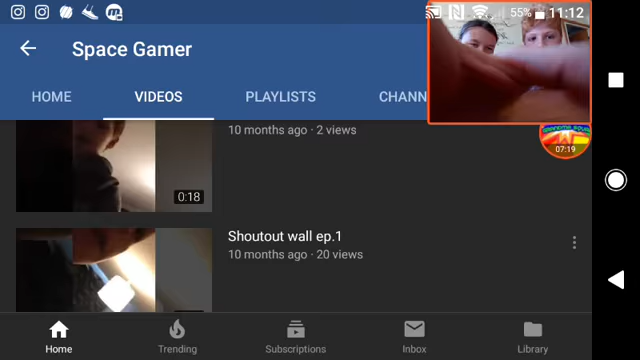 55% 11:12
Space Gamer
HOME VIDEOS PLAYLISTS CHANN
10 months ago · 2 views
07:19
0:18
Shoutout wall ep.1
10 months ago · 20 views
Home Trending Subscriptions Inbox Library